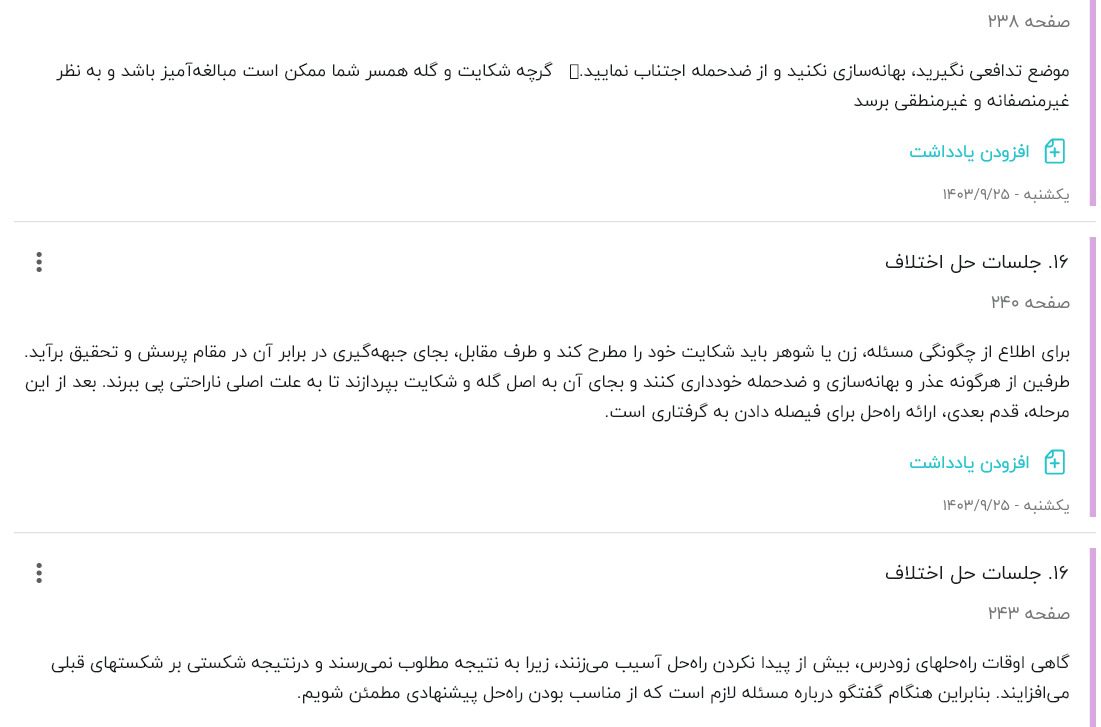 صفحه ۲۳۸
موضع تدافعی نگیرید، بهانه‌سازی نکنید و از ضدحمله اجتناب نمایید. گرچه شکایت و گله همسر شما ممکن است مبالغه‌آمیز باشد و به نظر
غیرمنصفانه و غیرمنطقی برسد
افزودن یادداشت
یکشنبه - ۱۴۰۳/۹/۲۵
۱۶. جلسات حل اختلاف
صفحه ۲۴۰
برای اطلاع از چگونگی مسئله، زن یا شوهر باید شکایت خود را مطرح کند و طرف مقابل، بجای جبهه‌گیری در برابر آن در مقام پرسش و تحقیق برآید.
طرفین از هرگونه عذر و بهانه‌سازی و ضدحمله خودداری کنند و بجای آن به اصل گله و شکایت بپردازند تا به علت اصلی ناراحتی پی ببرند. بعد از این
مرحله، قدم بعدی، ارائه راه‌حل برای فیصله دادن به گرفتاری است.
افزودن یادداشت
یکشنبه - ۱۴۰۳/۹/۲۵
۱۶. جلسات حل اختلاف
صفحه ۲۴۳
گاهی اوقات راه‌حلهای زودرس، بیش از پیدا نکردن راه‌حل آسیب می‌زنند، زیرا به نتیجه مطلوب نمی‌رسند و درنتیجه شکستی بر شکستهای قبلی
می‌افزایند. بنابراین هنگام گفتگو درباره مسئله لازم است که از مناسب بودن راه‌حل پیشنهادی مطمئن شویم.